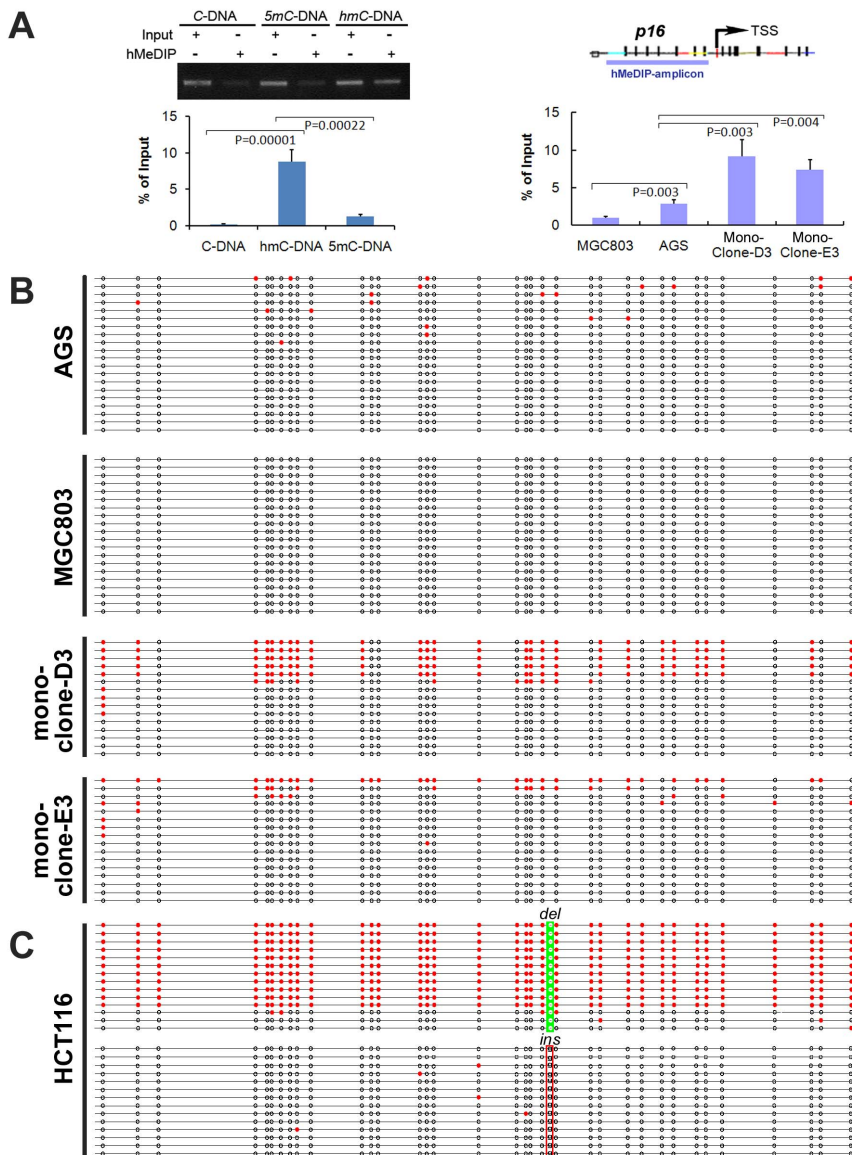 A
C-DNA 5mC-DNA hmC-DNA
Input + - + - + -
hMeDIP - + - + - +
% of Input
15
10
5
0
P=0.00001
P=0.00022
C-DNA hmC-DNA 5mC-DNA
p16
TSS
hMeDIP-amplicon
% of Input
15
10
5
0
P=0.003
P=0.003
P=0.004
MGC803 AGS Mono-Clone-D3 Mono-Clone-E3
B
AGS
MGC803
mono-
clone-D3
mono-
clone-E3
C
HCT116
del
ins